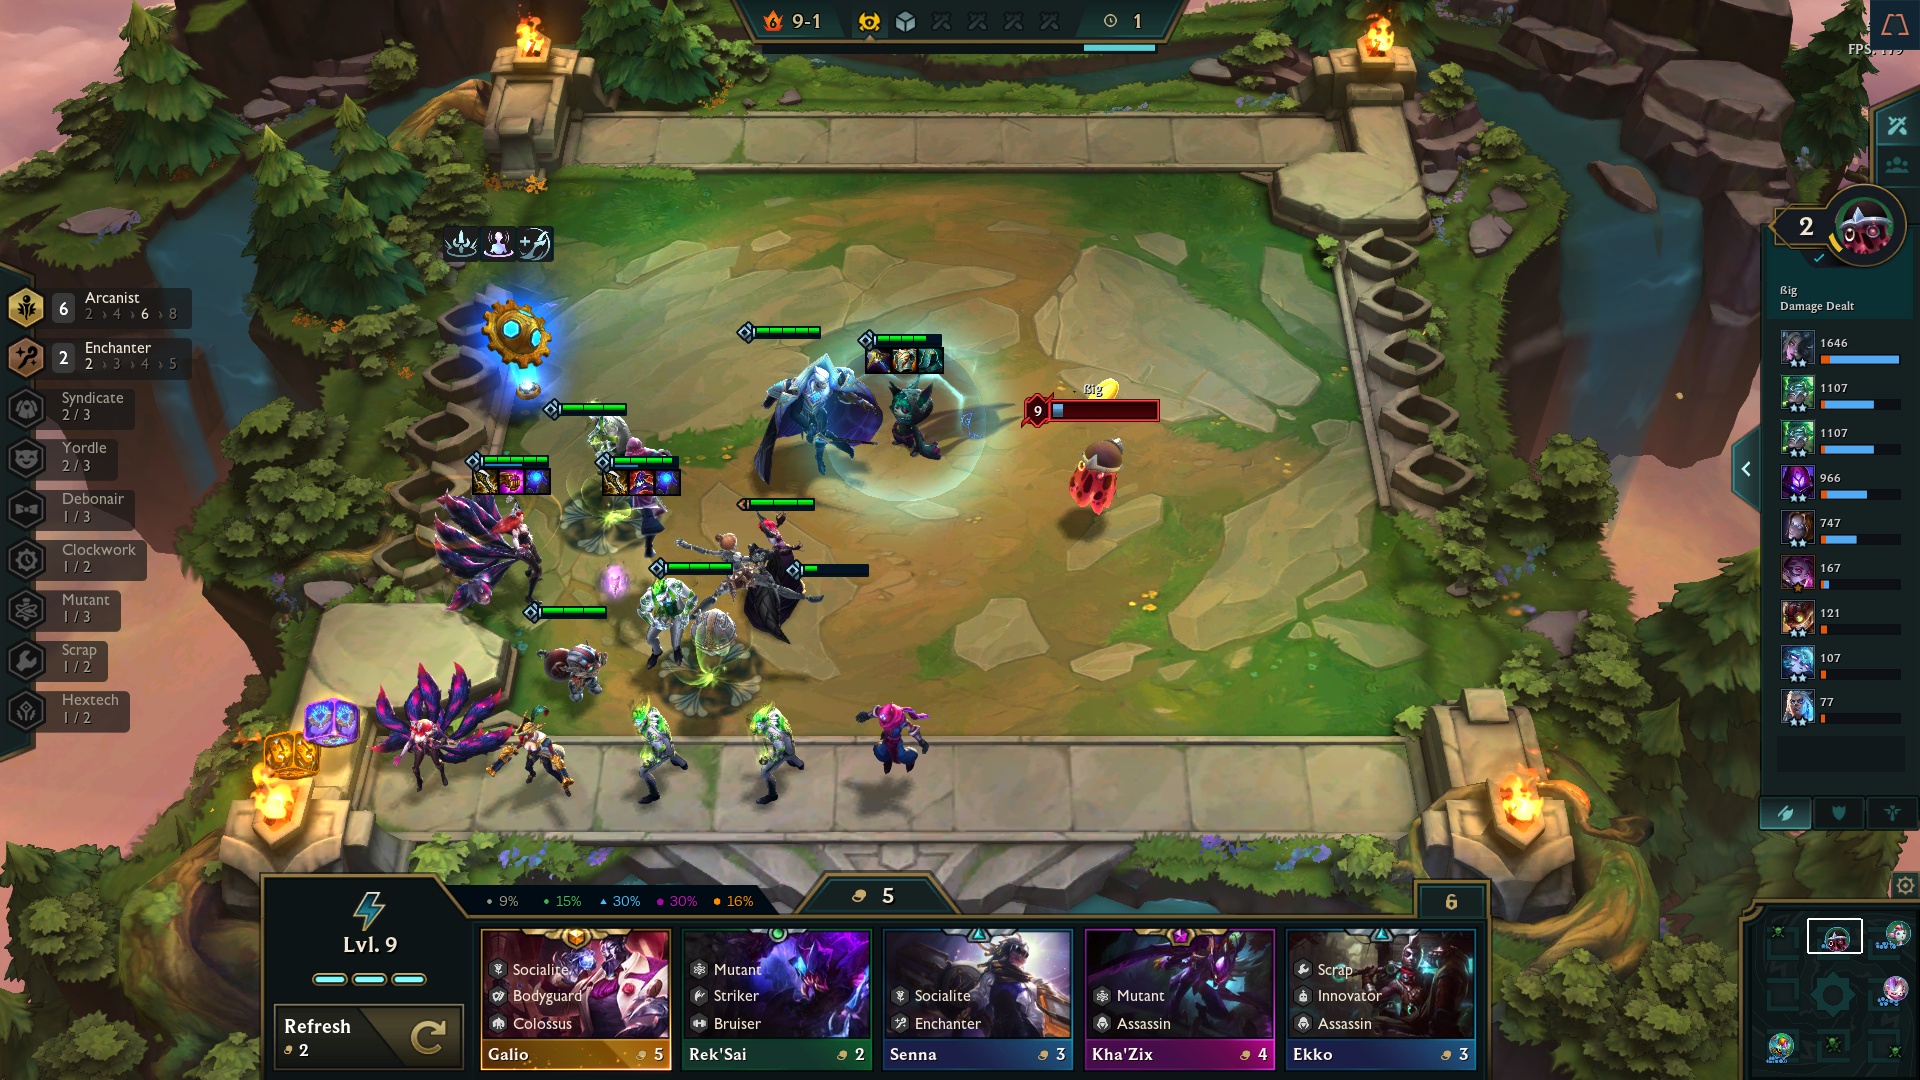 9-1
1
2
ßig
Damage Dealt
1646
1107
1107
966
747
167
121
107
77
6
Arcanist
2 › 4 › 6 › 8
2
Enchanter
2 › 3 › 4 › 5
Syndicate
2 / 3
Yordle
2 / 3
Debonair
1 / 3
Clockwork
1 / 2
Mutant
1 / 3
Scrap
1 / 2
Hextech
1 / 2
ßig
9
Lvl. 9
9%
15%
30%
30%
16%
5
6
Refresh
2
Socialite
Bodyguard
Colossus
Galio
5
Mutant
Striker
Bruiser
Rek'Sai
2
Socialite
Enchanter
Senna
3
Mutant
Assassin
Kha'Zix
4
Scrap
Innovator
Assassin
Ekko
3